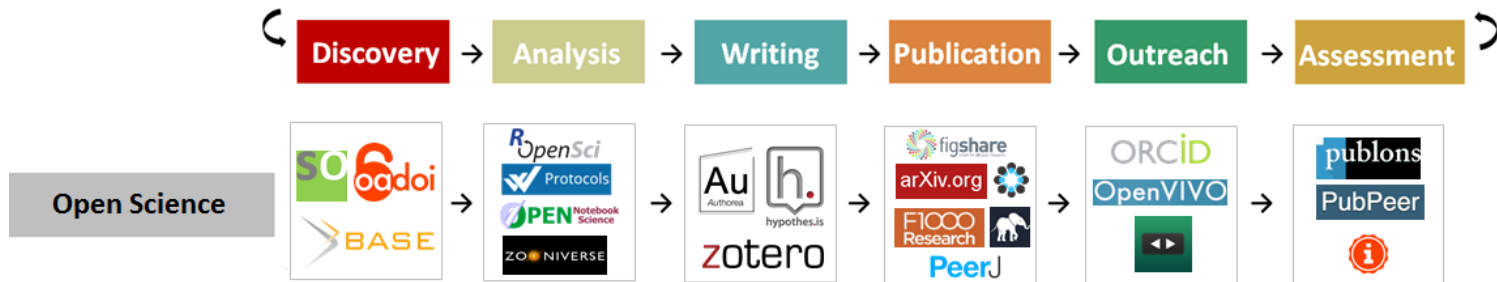 Discovery → Analysis → Writing → Publication → Outreach → Assessment
Open Science
so
oadoi
BASE
ROpenSci
Protocols
OPEN Notebook
Science
ZOONIVERSE
Au
Authorea
h.
hypothes.is
zotero
figshare
arXiv.org
F1000
Research
PeerJ
ORCiD
OpenVIVO
publons
PubPeer
i